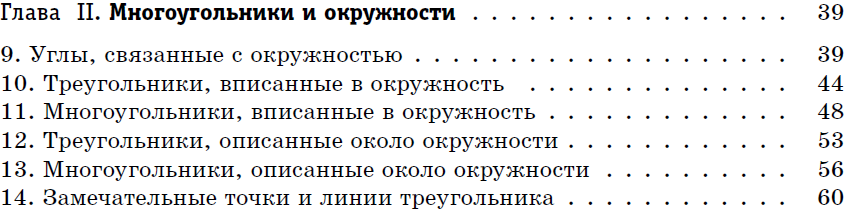 Глава II. Многоугольники и окружности . . . . . . . . . . . . . . . . . . . 39
9. Углы, связанные с окружностью . . . . . . . . . . . . . . . . . . . . . . . 39
10. Треугольники, вписанные в окружность . . . . . . . . . . . . . . . . 44
11. Многоугольники, вписанные в окружность . . . . . . . . . . . . . . 48
12. Треугольники, описанные около окружности . . . . . . . . . . . . . 53
13. Многоугольники, описанные около окружности . . . . . . . . . . . 56
14. Замечательные точки и линии треугольника . . . . . . . . . . . . . 60